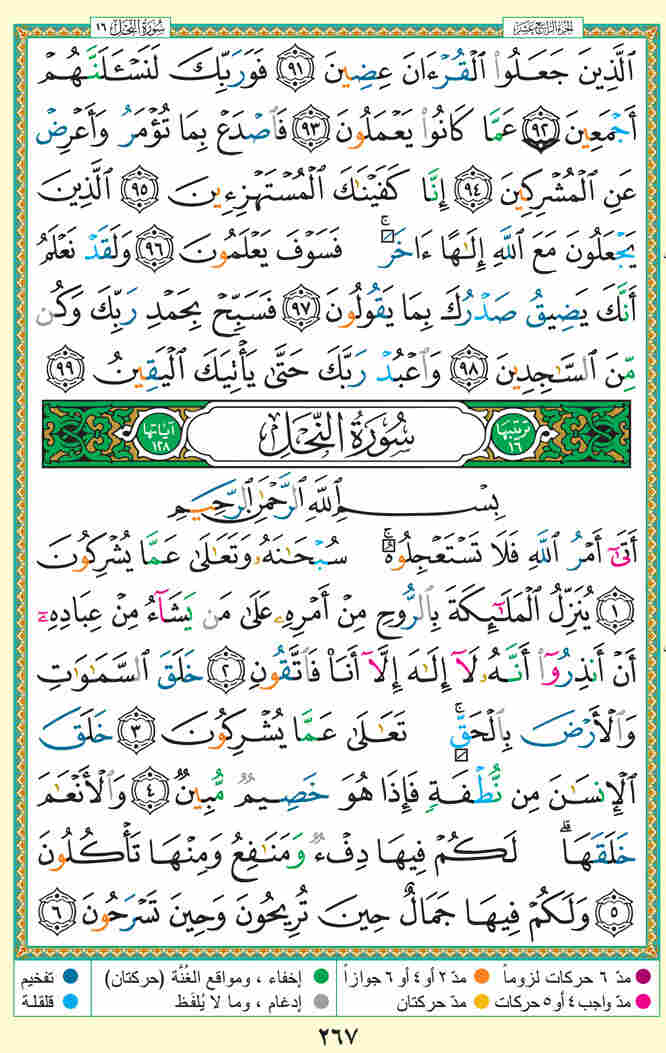 الجزء الرابع عشر
سورة النحل ١٦
ٱلَّذِينَ جَعَلُوا۟ ٱلْقُرْءَانَ عِضِينَ ٩١ فَوَرَبِّكَ لَنَسْـَٔلَنَّهُمْ
أَجْمَعِينَ ٩٢ عَمَّا كَانُوا۟ يَعْمَلُونَ ٩٣ فَٱصْدَعْ بِمَا تُؤْمَرُ وَأَعْرِضْ
عَنِ ٱلْمُشْرِكِينَ ٩٤ إِنَّا كَفَيْنَٰكَ ٱلْمُسْتَهْزِءِينَ ٩٥ ٱلَّذِينَ
يَجْعَلُونَ مَعَ ٱللَّهِ إِلَٰهًا ءَاخَرَ ۚ فَسَوْفَ يَعْلَمُونَ ٩٦ وَلَقَدْ نَعْلَمُ
أَنَّكَ يَضِيقُ صَدْرُكَ بِمَا يَقُولُونَ ٩٧ فَسَبِّحْ بِحَمْدِ رَبِّكَ وَكُن
مِّنَ ٱلسَّٰجِدِينَ ٩٨ وَٱعْبُدْ رَبَّكَ حَتَّىٰ يَأْتِيَكَ ٱلْيَقِينُ ٩٩
ترتيبها ١٦
سُورَةُ النَّحْلِ
آياتها ١٢٨
بِسْمِ ٱللَّهِ ٱلرَّحْمَٰنِ ٱلرَّحِيمِ
أَتَىٰٓ أَمْرُ ٱللَّهِ فَلَا تَسْتَعْجِلُوهُ ۚ سُبْحَٰنَهُۥ وَتَعَٰلَىٰ عَمَّا يُشْرِكُونَ
١ يُنَزِّلُ ٱلْمَلَٰٓئِكَةَ بِٱلرُّوحِ مِنْ أَمْرِهِۦ عَلَىٰ مَن يَشَآءُ مِنْ عِبَادِهِۦٓ
أَنْ أَنذِرُوٓا۟ أَنَّهُۥ لَآ إِلَٰهَ إِلَّآ أَنَا۠ فَٱتَّقُونِ ٢ خَلَقَ ٱلسَّمَٰوَٰتِ
وَٱلْأَرْضَ بِٱلْحَقِّ ۚ تَعَٰلَىٰ عَمَّا يُشْرِكُونَ ٣ خَلَقَ
ٱلْإِنسَٰنَ مِن نُّطْفَةٍ فَإِذَا هُوَ خَصِيمٌ مُّبِينٌ ٤ وَٱلْأَنْعَٰمَ
خَلَقَهَا ۗ لَكُمْ فِيهَا دِفْءٌ وَمَنَٰفِعُ وَمِنْهَا تَأْكُلُونَ
٥ وَلَكُمْ فِيهَا جَمَالٌ حِينَ تُرِيحُونَ وَحِينَ تَسْرَحُونَ ٦
مدّ ٦ حركات لزوماً مدّ ٢ أو ٤ أو ٦ جوازاً إخفاء ، ومواقع الغُنَّة (حركتان) تفخيم
مدّ واجب ٤ أو ٥ حركات مدّ حركتان إدغام ، وما لا يُلفَظ قلقلة
٢٦٧